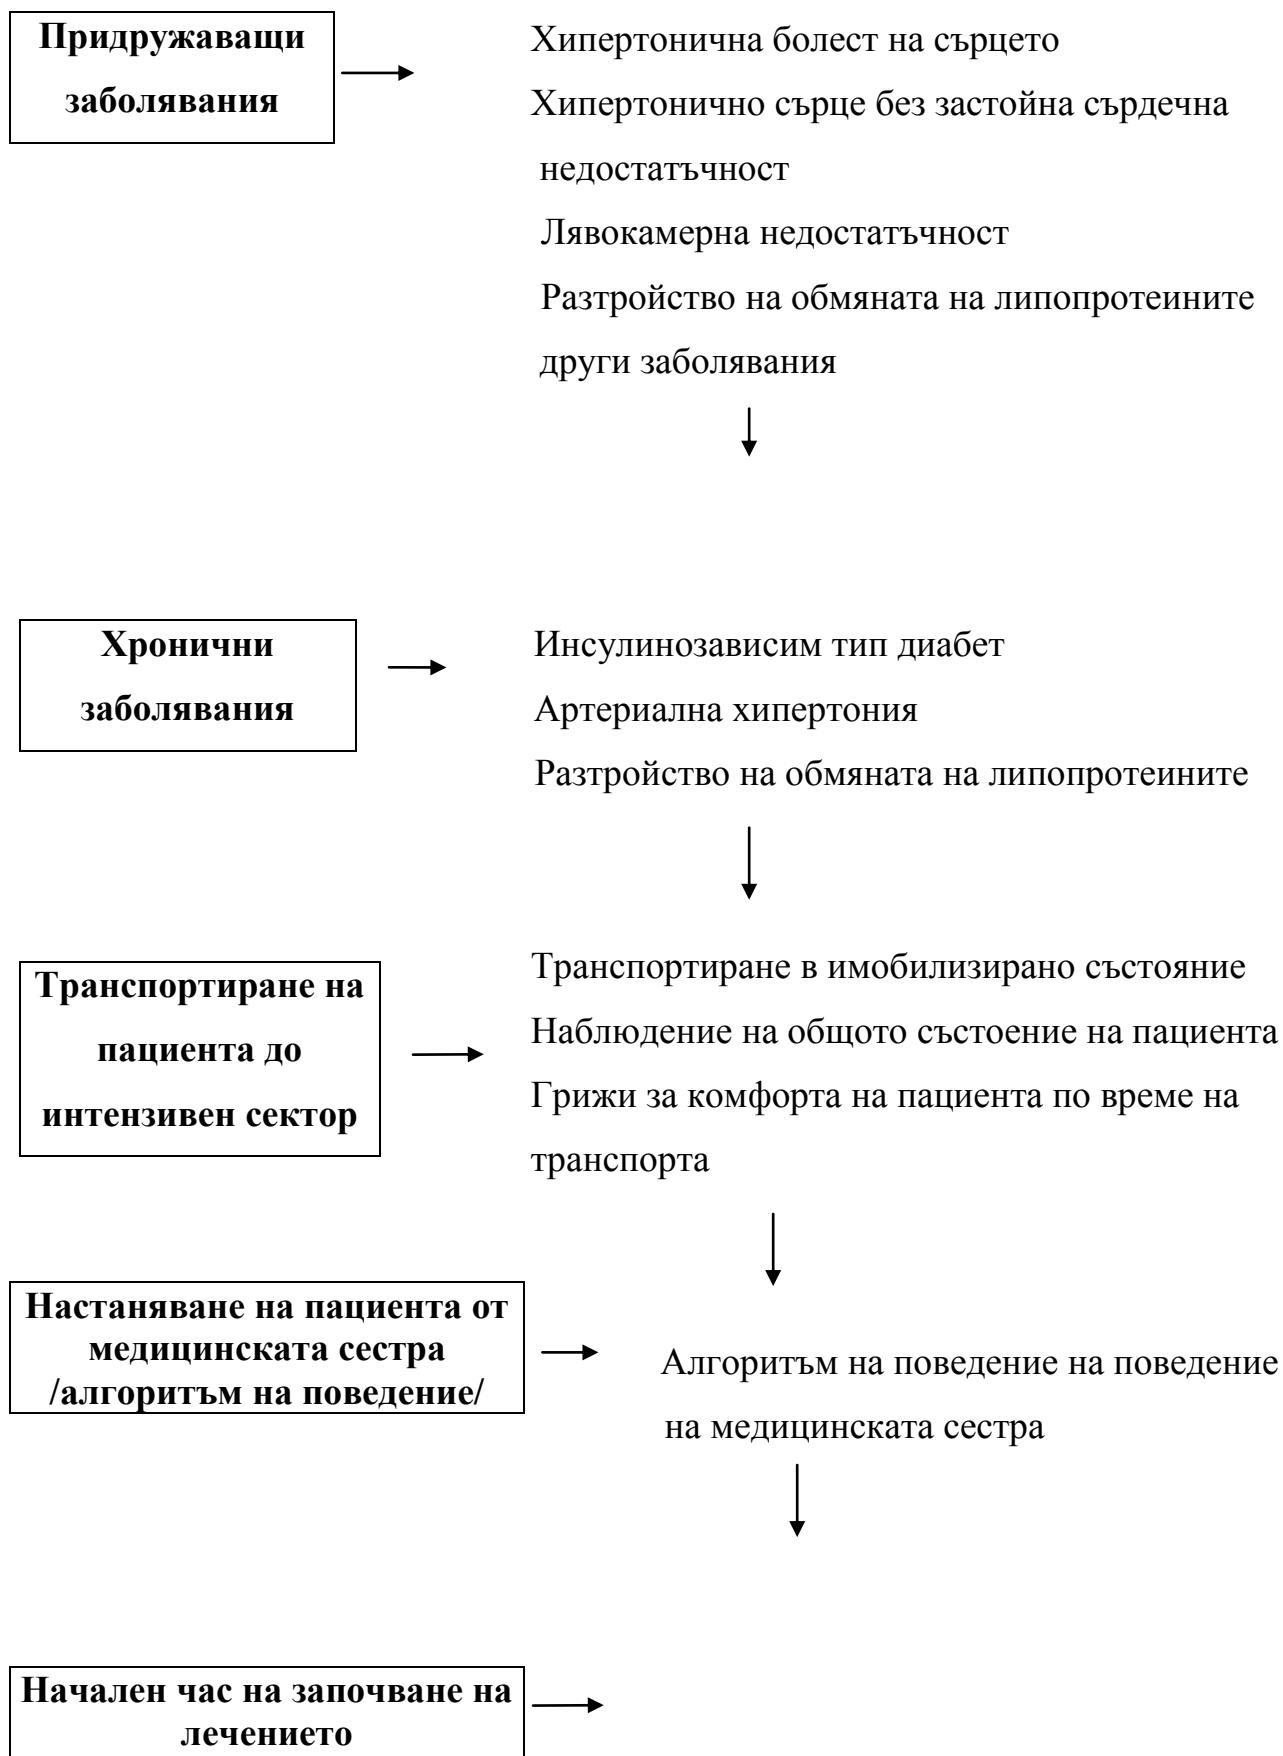 Придружаващи
заболявания
Хипертонична болест на сърцето
Хипертонично сърце без застойна сърдечна
недостатъчност
Лявокамерна недостатъчност
Разтройство на обмяната на липопротеините
други заболявания
Хронични
заболявания
Инсулинозависим тип диабет
Артериална хипертония
Разтройство на обмяната на липопротеините
Транспортиране на
пациента до
интензивен сектор
Транспортиране в имобилизирано състояние
Наблюдение на общото състоение на пациента
Грижи за комфорта на пациента по време на
транспорта
Настаняване на пациента от
медицинската сестра
/алгоритъм на поведение/
Алгоритъм на поведение на поведение
на медицинската сестра
Начален час на започване на
лечението